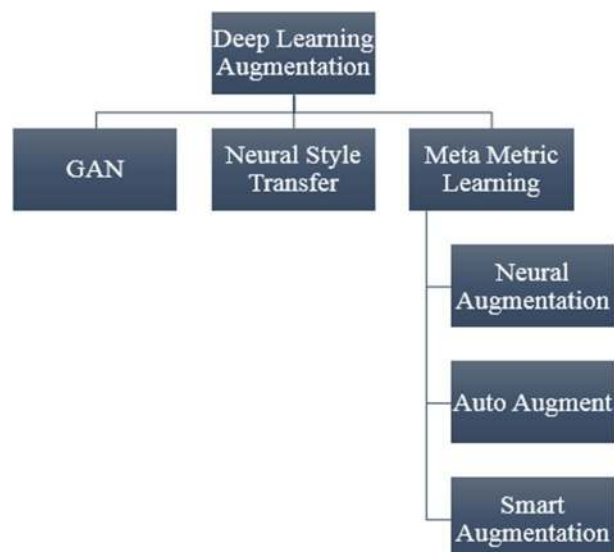 Deep Learning
Augmentation
GAN
Neural Style
Transfer
Meta Metric
Learning
Neural
Augmentation
Auto Augment
Smart
Augmentation